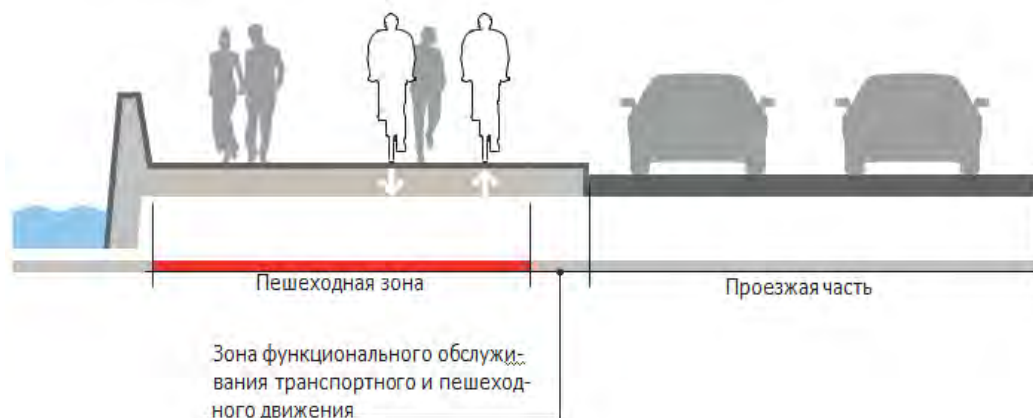 Пешеходная зона
Проезжая часть
Зона функционального обслужи-
вания транспортного и пешеход-
ного движения